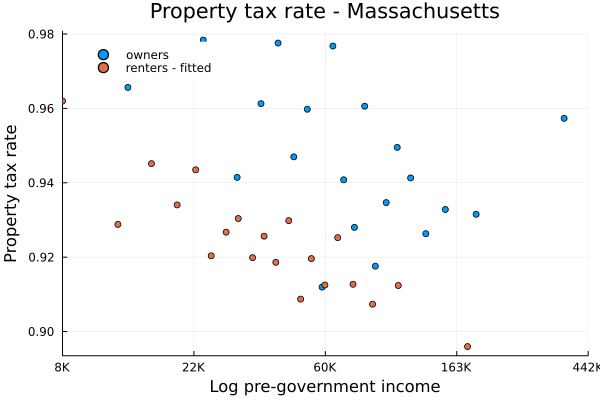 Property tax rate - Massachusetts
owners
renters - fitted
Property tax rate
0.98
0.96
0.94
0.92
0.90
8K 22K 60K 163K 442K
Log pre-government income